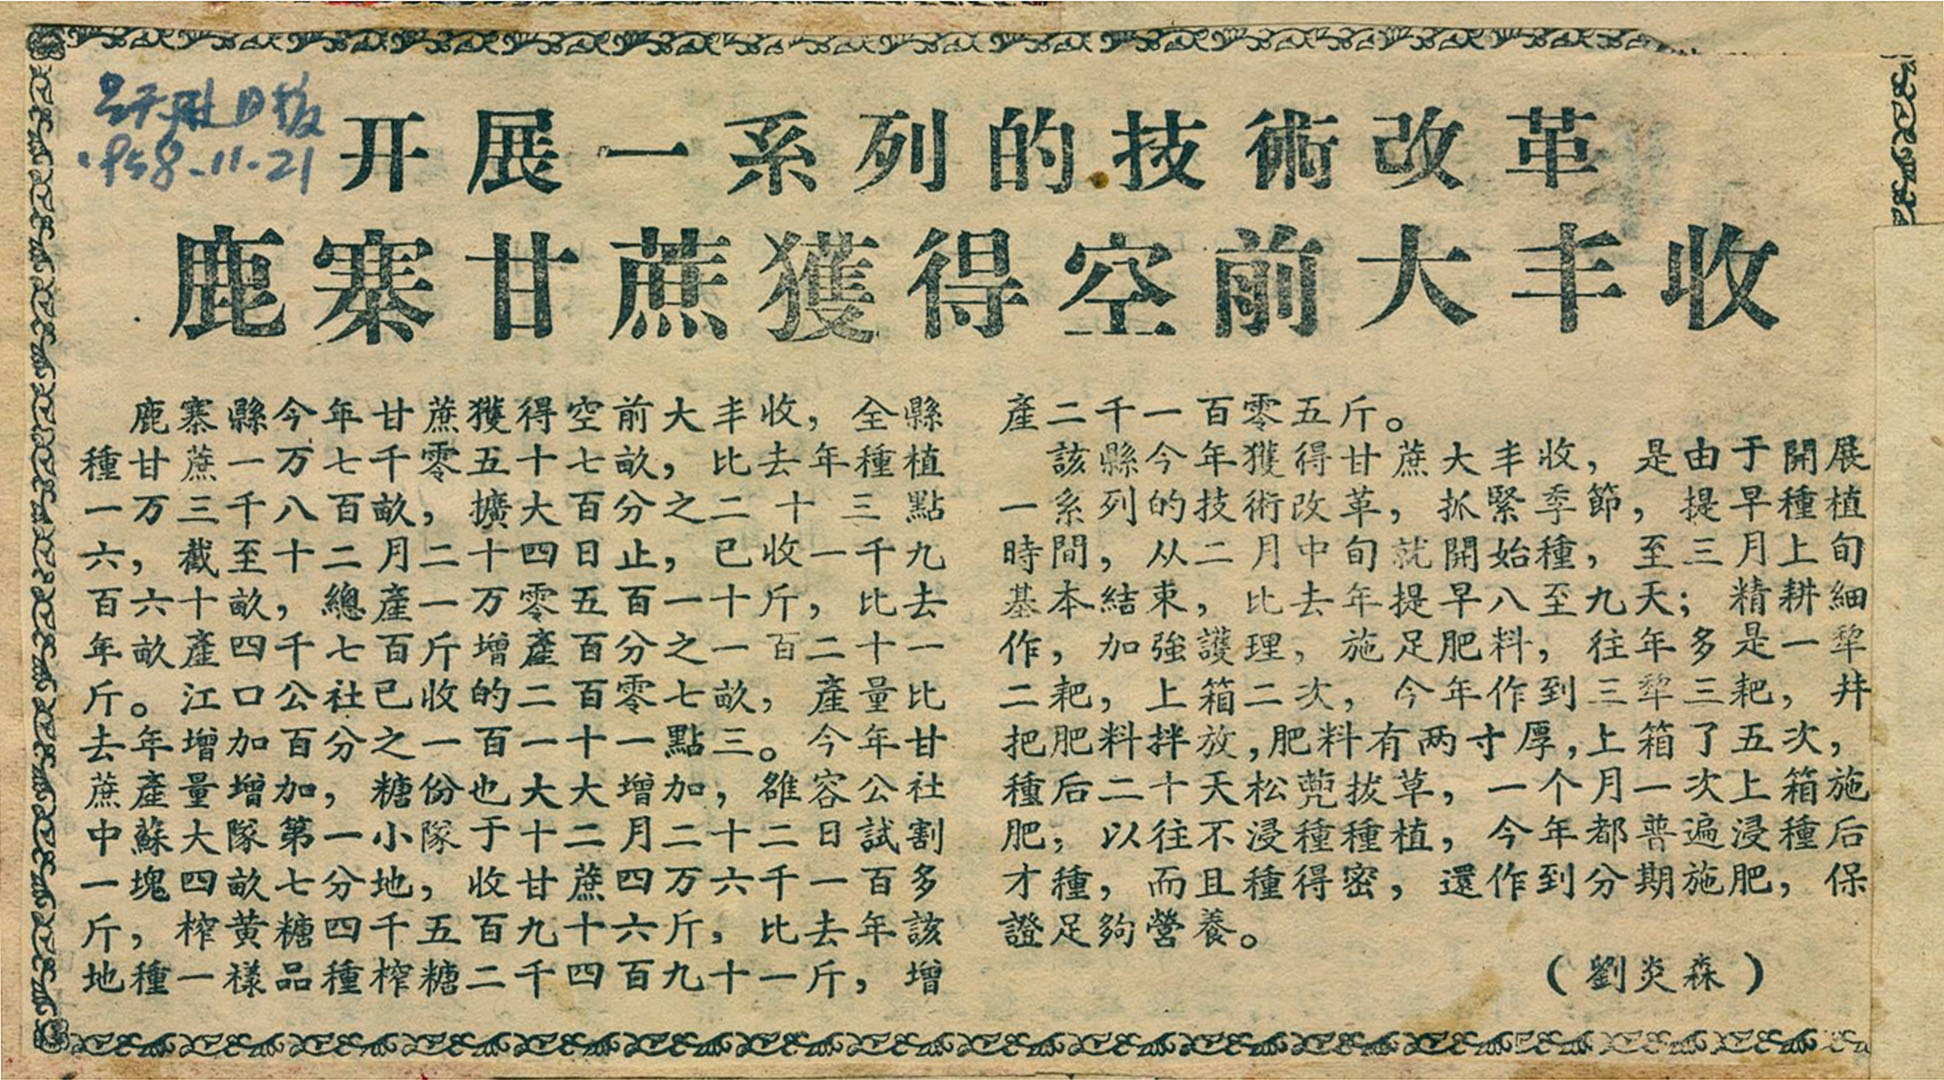 日报
1958-11-21
开展一系列的技術改革
鹿寨甘蔗獲得空前大丰收
鹿寨縣今年甘蔗獲得空前大丰收，全縣
種甘蔗一万七千零五十七畝，比去年種植
一万三千八百畝，擴大百分之二十三點
六，截至十二月二十四日止，已收一千九
百六十畝，總產一万零五百一十斤，比去
年畝產四千七百斤增產百分之一百二十一
斤。江口公社已收的二百零七畝，產量比
去年增加百分之一百一十一點三。今年甘
蔗產量增加，糖份也大大增加，雒容公社
中蘇大隊第一小隊于十二月二十二日試割
一塊四畝七分地，收甘蔗四万六千一百多
斤，榨黄糖四千五百九十六斤，比去年該
地種一樣品種榨糖二千四百九十一斤，增
產二千一百零五斤。
該縣今年獲得甘蔗大丰收，是由于開展
一系列的技術改革，抓緊季節，提早種植
時間，从二月中旬就開始種，至三月上旬
基本結束，比去年提早八至九天；精耕細
作，加強護理，施足肥料，往年多是一犂
二耙，上箱二次，今年作到三犂三耙，井
把肥料拌放，肥料有两寸厚，上箱了五次，
種后二十天松蔸拔草，一个月一次上箱施
肥，以往不浸種種植，今年都普遍浸種后
才種，而且種得密，還作到分期施肥，保
證足夠營養。
（劉炎森）